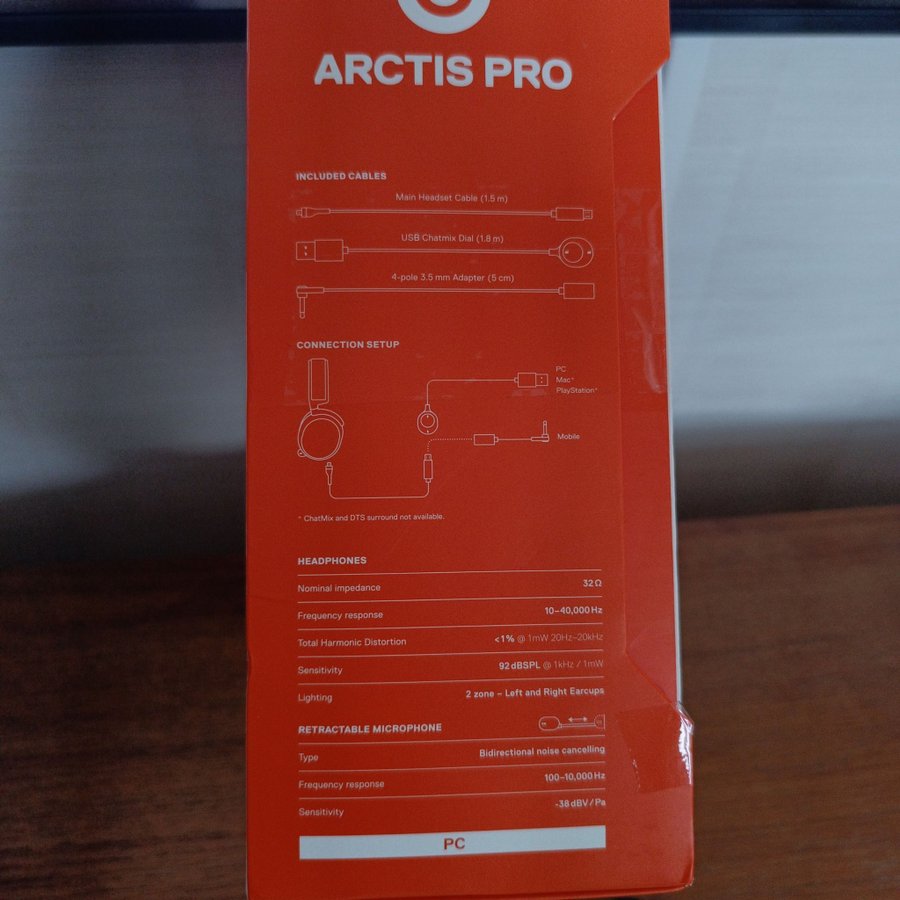 ARCTIS PRO
INCLUDED CABLES
Main Headset Cable (1.5 m)
USB Chatmix Dial (1.8 m)
4-pole 3.5 mm Adapter (5 cm)
CONNECTION SETUP
PC
Mac*
PlayStation*
Mobile
* ChatMix and DTS surround not available.
HEADPHONES
Nominal impedance 32 Ω
Frequency response 10–40,000 Hz
Total Harmonic Distortion <1% @ 1mW 20Hz–20kHz
Sensitivity 92 dBSPL @ 1kHz / 1mW
Lighting 2 zone – Left and Right Earcups
RETRACTABLE MICROPHONE
Type Bidirectional noise cancelling
Frequency response 100–10,000 Hz
Sensitivity -38 dBV / Pa
PC